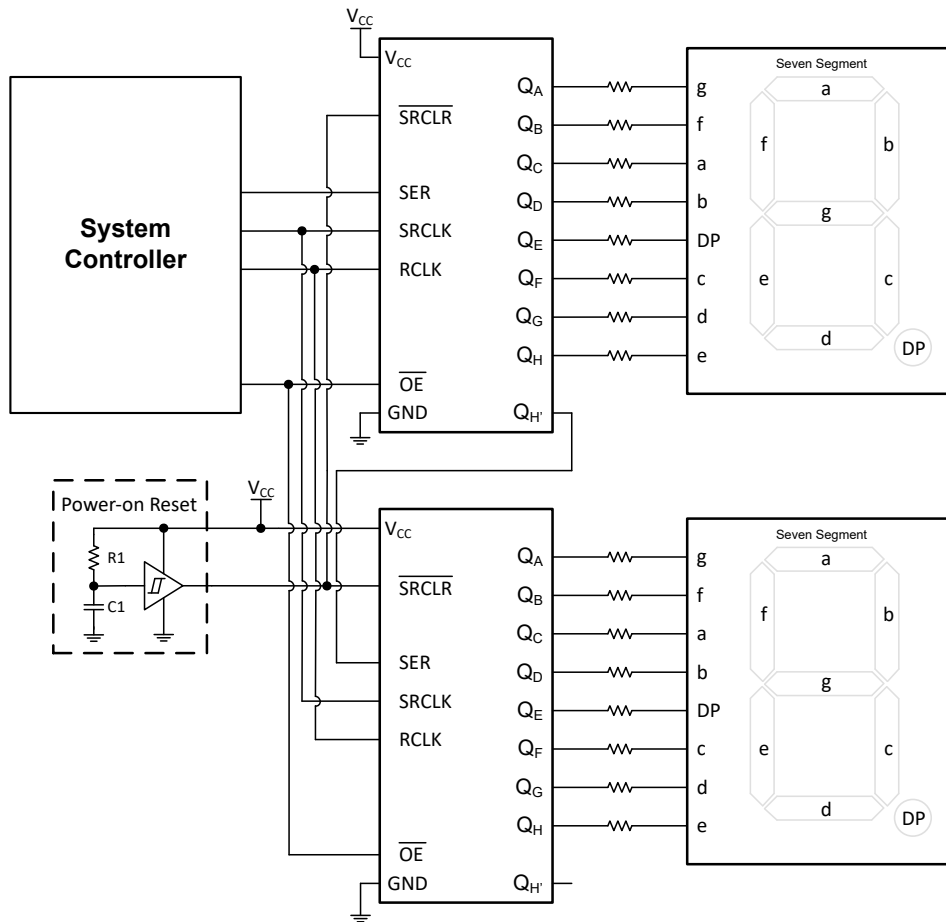 V̅CC
System
Controller
VCC
SRCLR
SER
SRCLK
RCLK
OE
GND
QA
QB
QC
QD
QE
QF
QG
QH
QH'
g
f
a
b
DP
c
d
e
Seven Segment
a
f
b
g
e
c
d
DP
Power-on Reset
R1
C1
VCC
VCC
SRCLR
SER
SRCLK
RCLK
OE
GND
QA
QB
QC
QD
QE
QF
QG
QH
QH'
g
f
a
b
DP
c
d
e
Seven Segment
a
f
b
g
e
c
d
DP